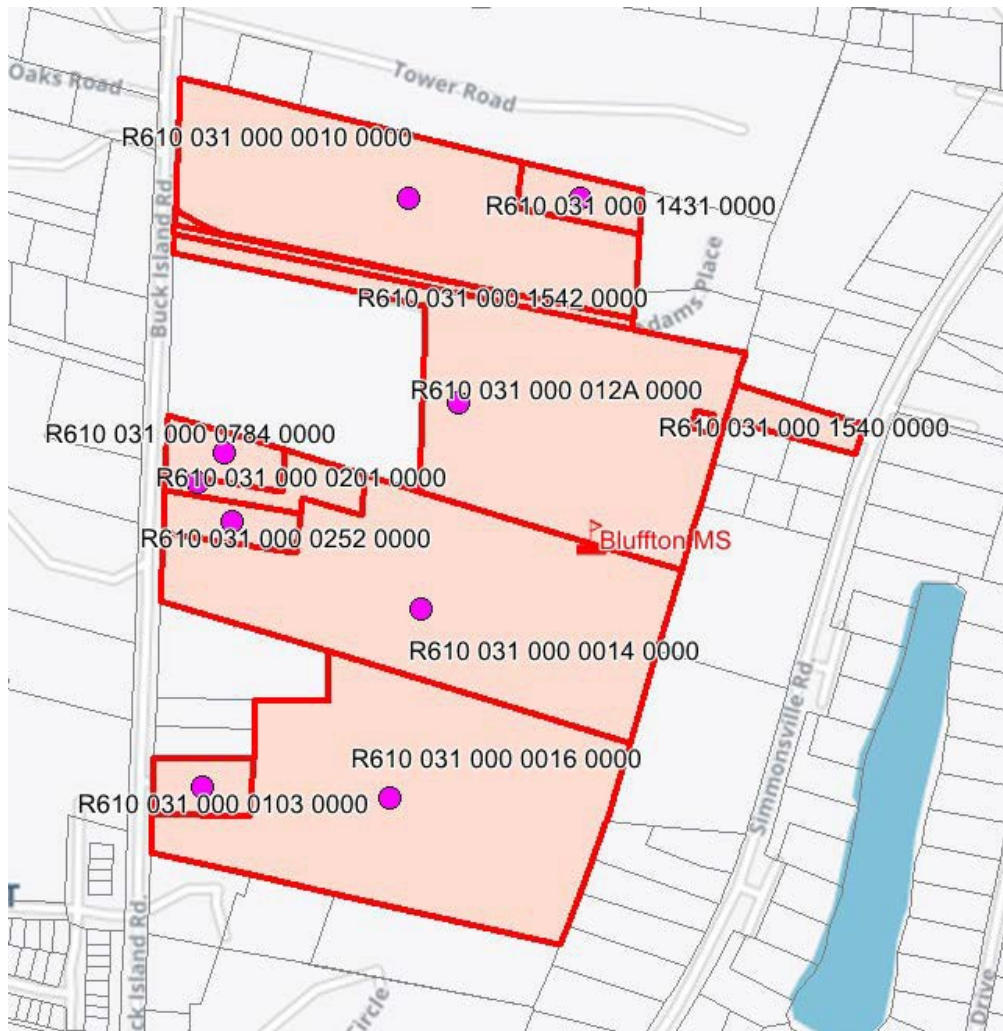 Tower Road
Oaks Road
R610 031 000 0010 0000
R610 031 000 1431 0000
Buck Island Rd.
Adams Place
R610 031 000 1542 0000
R610 031 000 012A 0000
R610 031 000 0784 0000
R610 031 000 1540 0000
R610 031 000 0201 0000
R610 031 000 0252 0000
Bluffton MS
R610 031 000 0014 0000
Simmonsville Rd.
R610 031 000 0016 0000
R610 031 000 0103 0000
T
ck Island Rd.
Circle
Drive